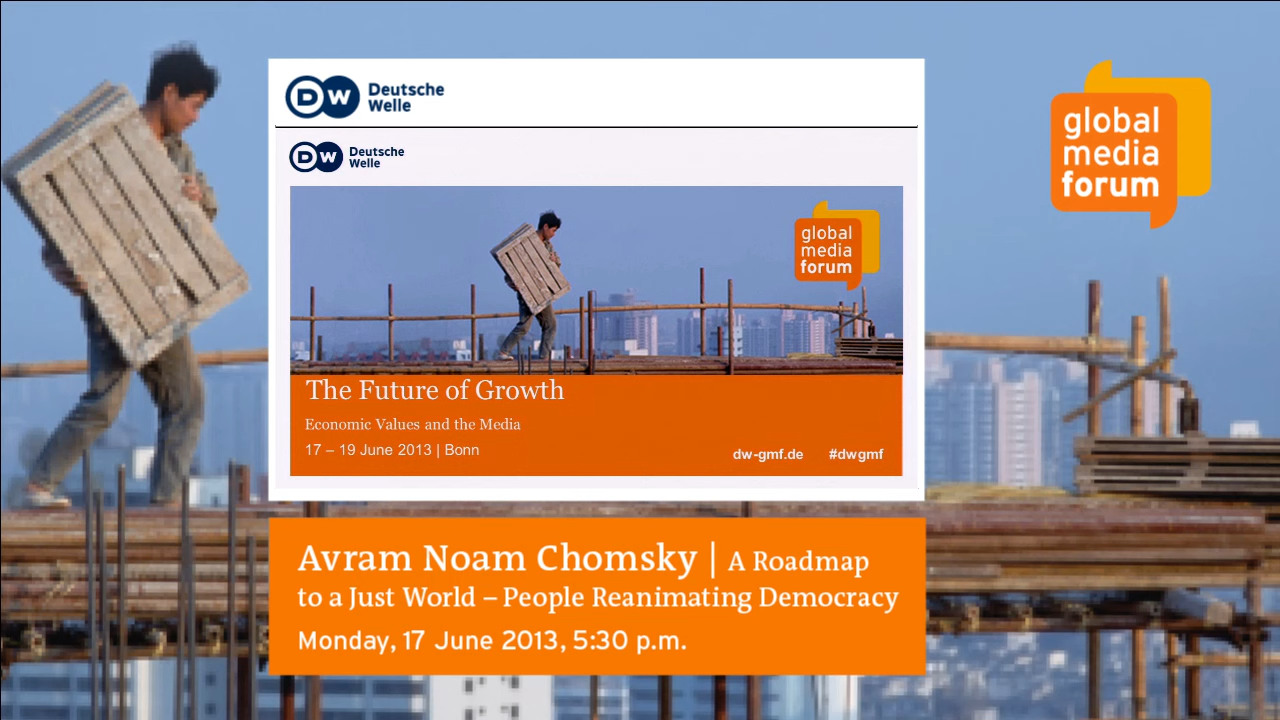 DW Deutsche
Welle
DW Deutsche
Welle
global
media
forum
The Future of Growth
Economic Values and the Media
17 – 19 June 2013 | Bonn
dw-gmf.de #dwgmf
global
media
forum
Avram Noam Chomsky | A Roadmap
to a Just World – People Reanimating Democracy
Monday, 17 June 2013, 5:30 p.m.